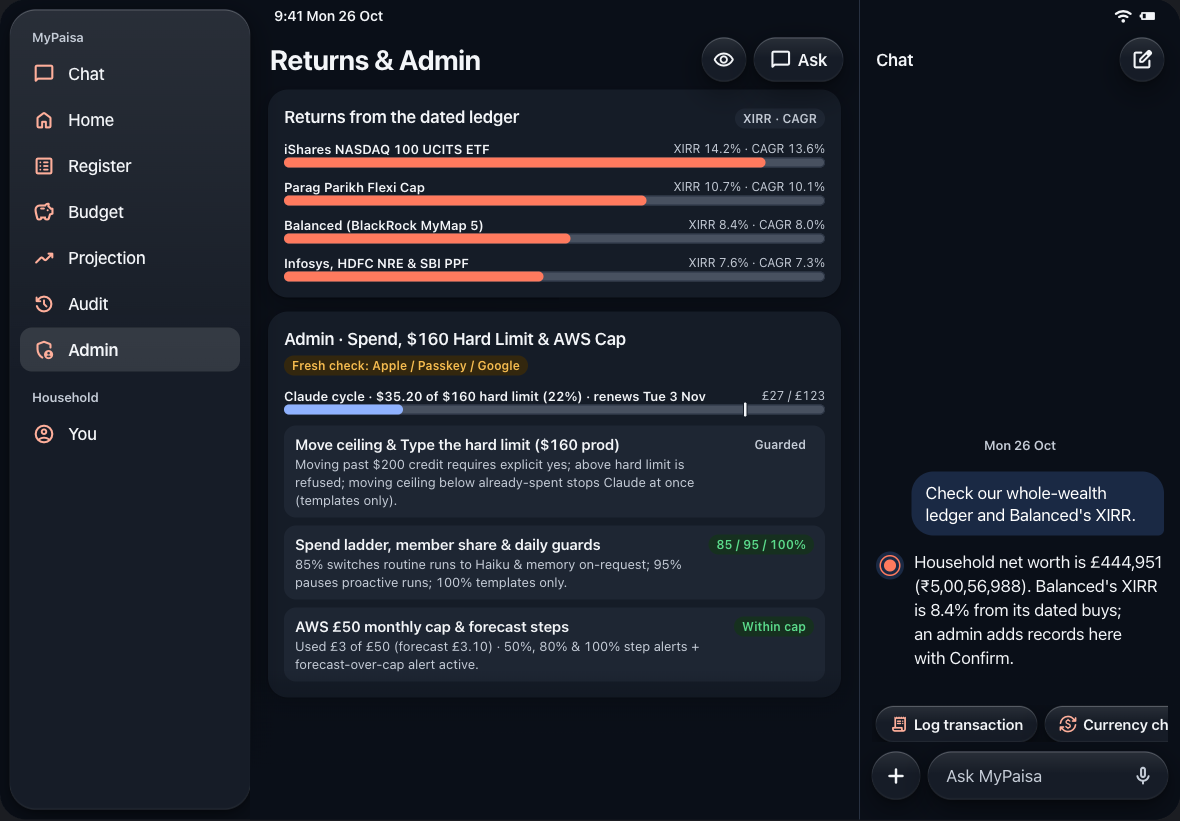 9:41 Mon 26 Oct
MyPaisa
Chat
Home
Register
Budget
Projection
Audit
Admin
Household
You
Returns & Admin
Ask
Returns from the dated ledger
XIRR · CAGR
iShares NASDAQ 100 UCITS ETF
XIRR 14.2% · CAGR 13.6%
Parag Parikh Flexi Cap
XIRR 10.7% · CAGR 10.1%
Balanced (BlackRock MyMap 5)
XIRR 8.4% · CAGR 8.0%
Infosys, HDFC NRE & SBI PPF
XIRR 7.6% · CAGR 7.3%
Admin · Spend, $160 Hard Limit & AWS Cap
Fresh check: Apple / Passkey / Google
Claude cycle · $35.20 of $160 hard limit (22%) · renews Tue 3 Nov
£27 / £123
Move ceiling & Type the hard limit ($160 prod)
Guarded
Moving past $200 credit requires explicit yes; above hard limit is
refused; moving ceiling below already-spent stops Claude at once
(templates only).
Spend ladder, member share & daily guards
85 / 95 / 100%
85% switches routine runs to Haiku & memory on-request; 95%
pauses proactive runs; 100% templates only.
AWS £50 monthly cap & forecast steps
Within cap
Used £3 of £50 (forecast £3.10) · 50%, 80% & 100% step alerts +
forecast-over-cap alert active.
Chat
Mon 26 Oct
Check our whole-wealth
ledger and Balanced's XIRR.
Household net worth is £444,951
(₹5,00,56,988). Balanced's XIRR
is 8.4% from its dated buys;
an admin adds records here
with Confirm.
Log transaction
Currency ch
Ask MyPaisa